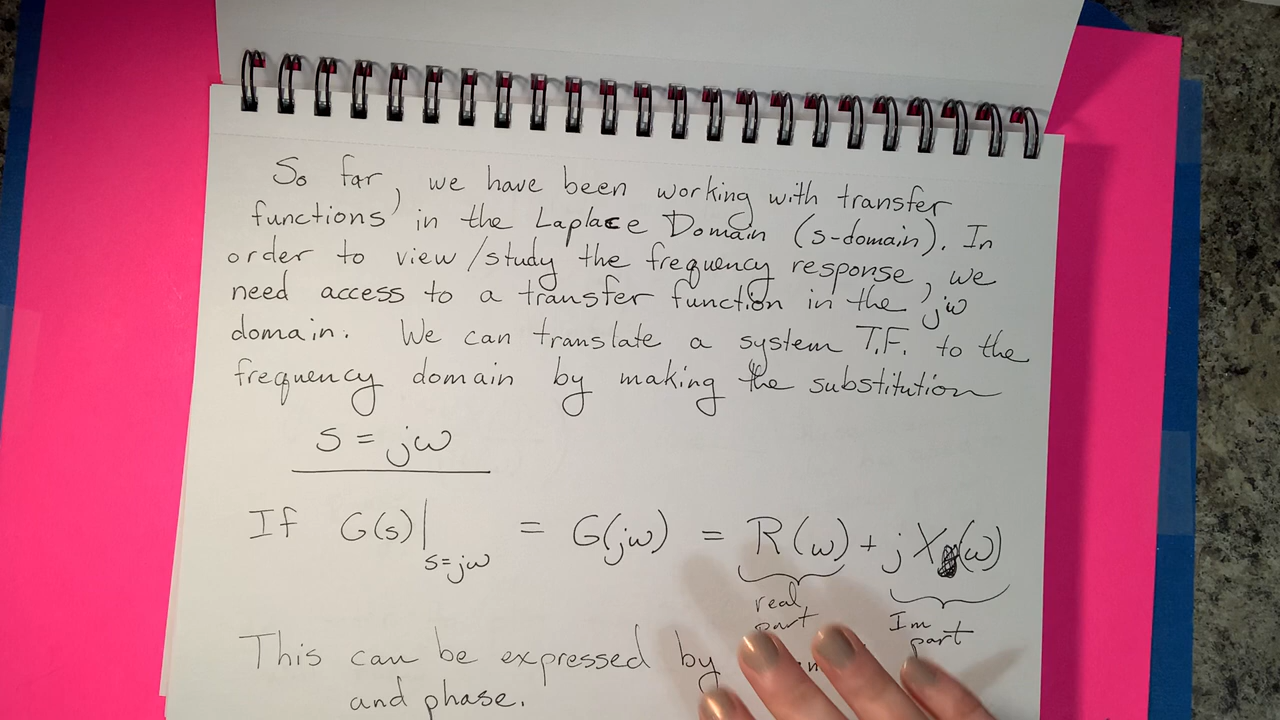 So far, we have been working with transfer
functions in the Laplace Domain (s-domain). In
order to view/study the frequency response, we
need access to a transfer function in the jω
domain. We can translate a system T.F. to the
frequency domain by making the substitution
s = jω
If G(s)|s=jω = G(jω) = R(ω) + jX(ω)
real part
Im part
This can be expressed by
and phase.